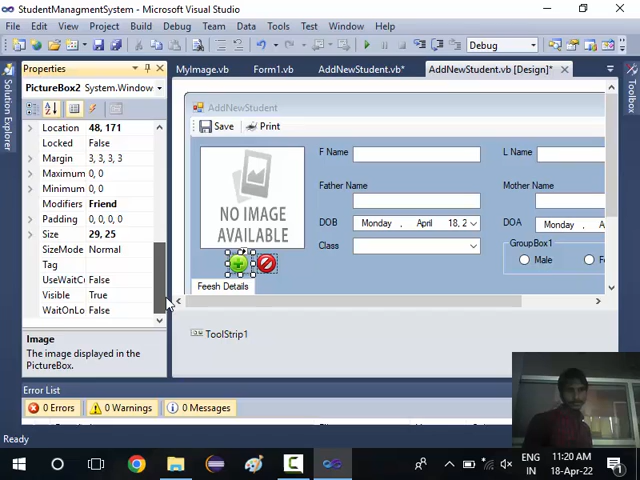 StudentManagmentSystem - Microsoft Visual Studio
File Edit View Project Build Debug Team Data Tools Test Window Help
Debug
Properties
MyImage.vb Form1.vb AddNewStudent.vb* AddNewStudent.vb [Design]*
PictureBox2 System.Window
Solution Explorer
Toolbox
Location 48, 171
Locked False
Margin 3, 3, 3, 3
Maximum 0, 0
Minimum 0, 0
Modifiers Friend
Padding 0, 0, 0, 0
Size 29, 25
SizeMode Normal
Tag
UseWaitC False
Visible True
WaitOnLo False
Image
The image displayed in the PictureBox.
AddNewStudent
Save Print
NO IMAGE
AVAILABLE
F Name
L Name
Father Name
Mother Name
DOB Monday , April 18, 2
DOA Monday ,
Class
GroupBox1
Male Fe
Feesh Details
ToolStrip1
Error List
0 Errors 0 Warnings 0 Messages
Ready
ENG
IN
11:20 AM
18-Apr-22